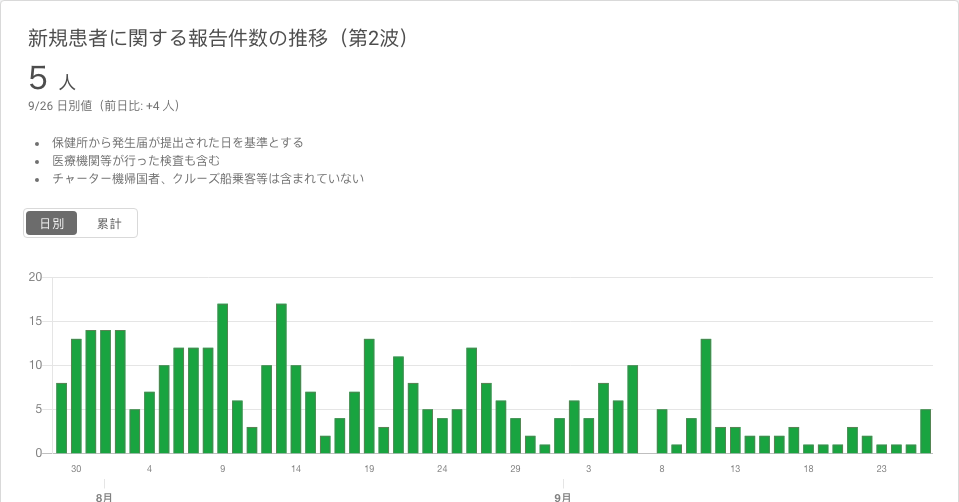 新規患者に関する報告件数の推移（第2波）
5 人
9/26 日別値（前日比: +4 人）
保健所から発生届が提出された日を基準とする
医療機関等が行った検査も含む
チャーター機帰国者、クルーズ船乗客等は含まれていない
日別 累計
20
15
10
5
0
30 4 9 14 19 24 29 3 8 13 18 23
8月 9月